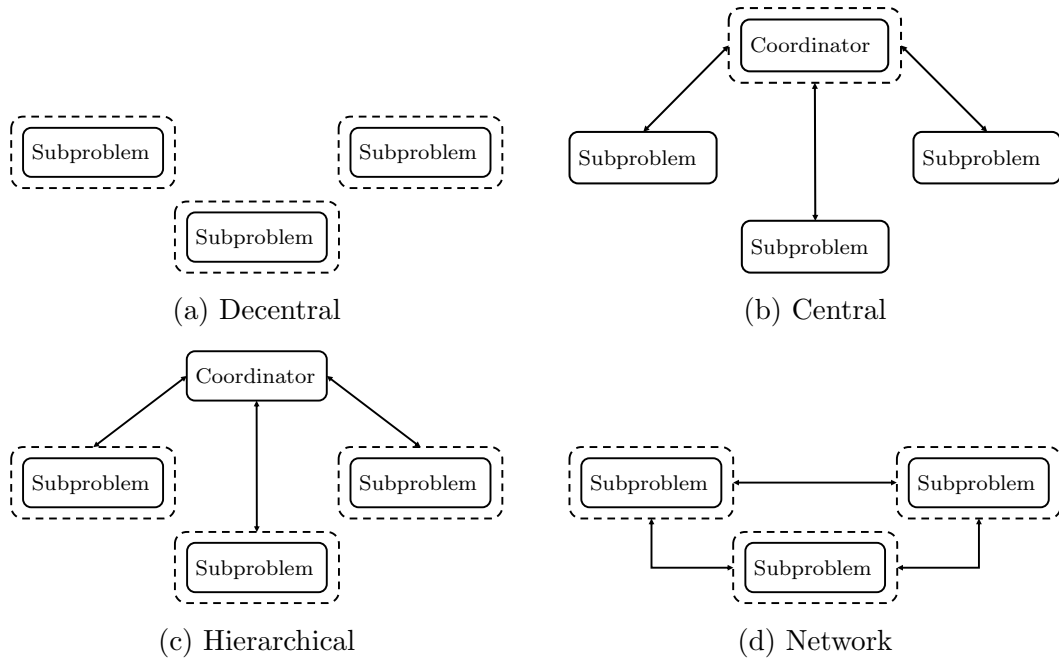 Subproblem
Subproblem
Subproblem
(a) Decentral
Coordinator
Subproblem
Subproblem
Subproblem
(b) Central
Coordinator
Subproblem
Subproblem
Subproblem
(c) Hierarchical
Subproblem
Subproblem
Subproblem
(d) Network